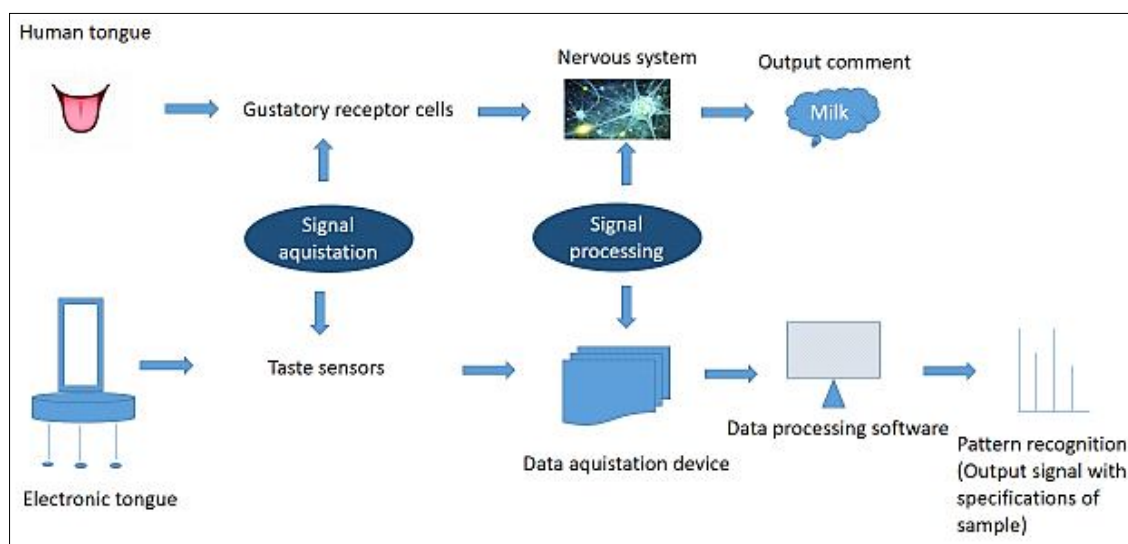 Human tongue
Nervous system
Output comment
Gustatory receptor cells
Milk
Signal
aquistation
Signal
processing
Taste sensors
Data processing software
Data aquistation device
Pattern recognition
(Output signal with
specifications of
sample)
Electronic tongue